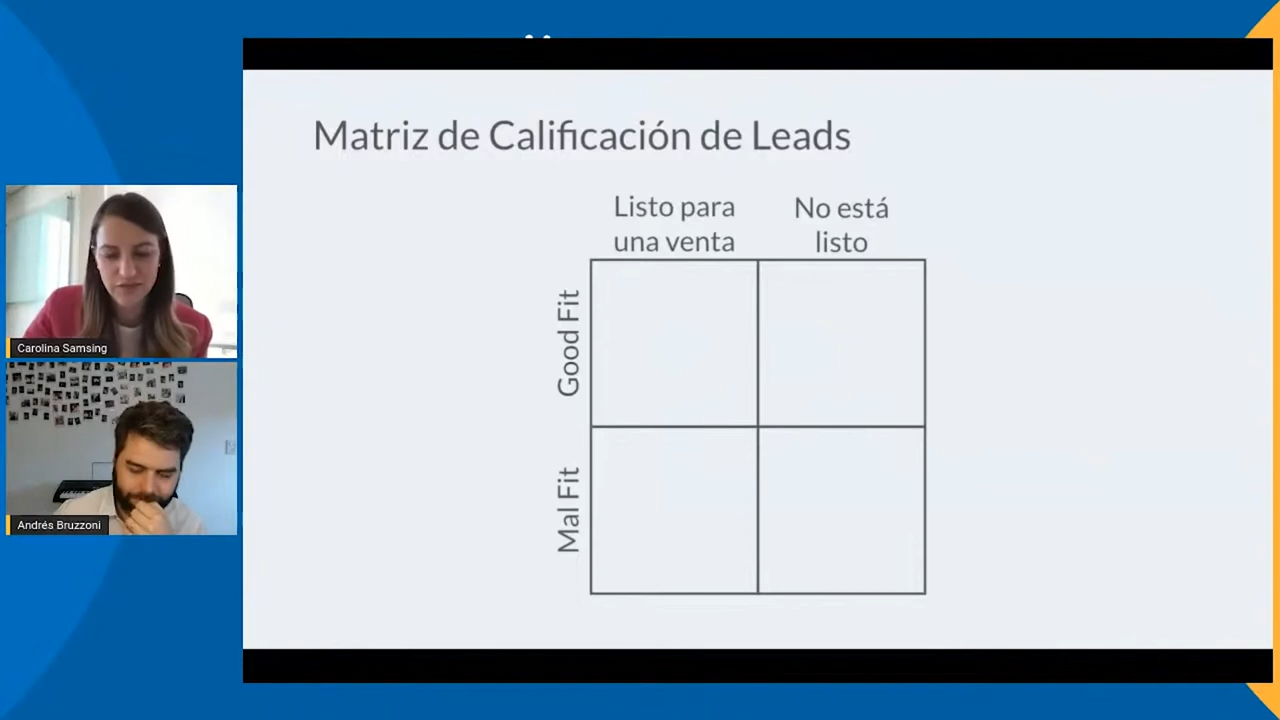 Matriz de Calificación de Leads
Listo para
una venta
No está
listo
Good Fit
Mal Fit
Carolina Samsing
Andrés Bruzzoni